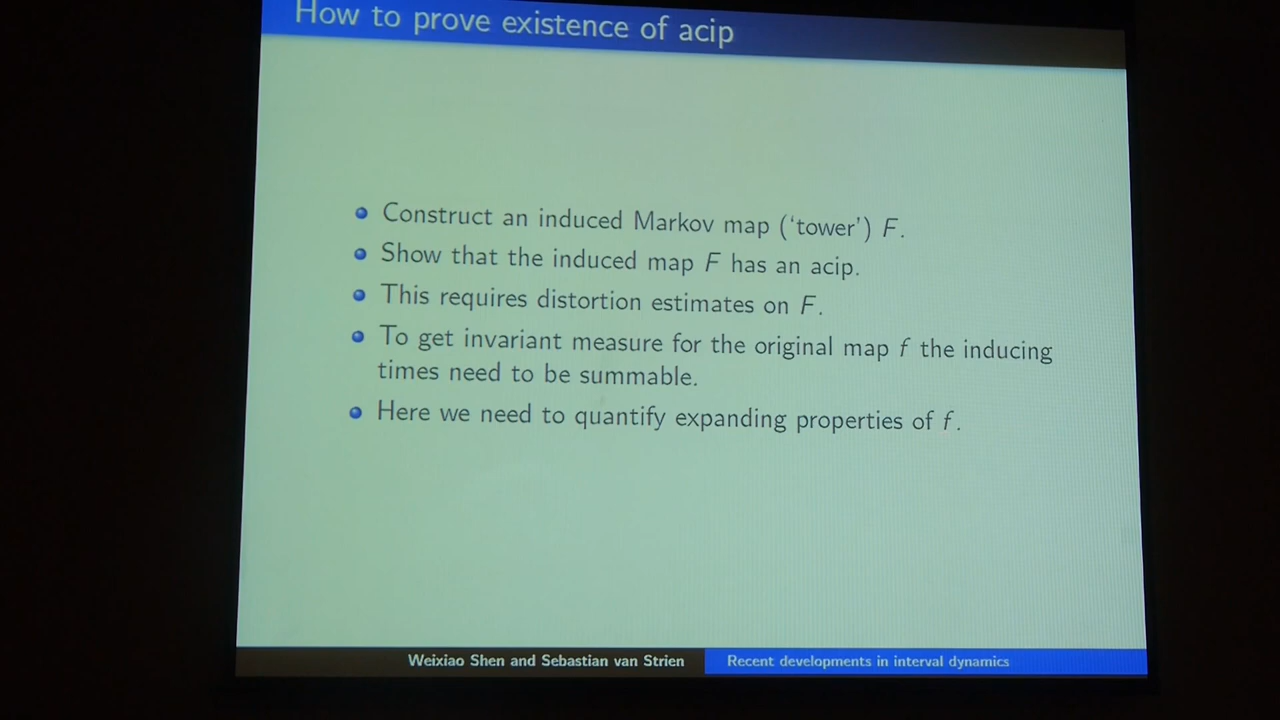 How to prove existence of acip
Construct an induced Markov map (‘tower’) F.
Show that the induced map F has an acip.
This requires distortion estimates on F.
To get invariant measure for the original map f the inducing
times need to be summable.
Here we need to quantify expanding properties of f.
Weixiao Shen and Sebastian van Strien
Recent developments in interval dynamics